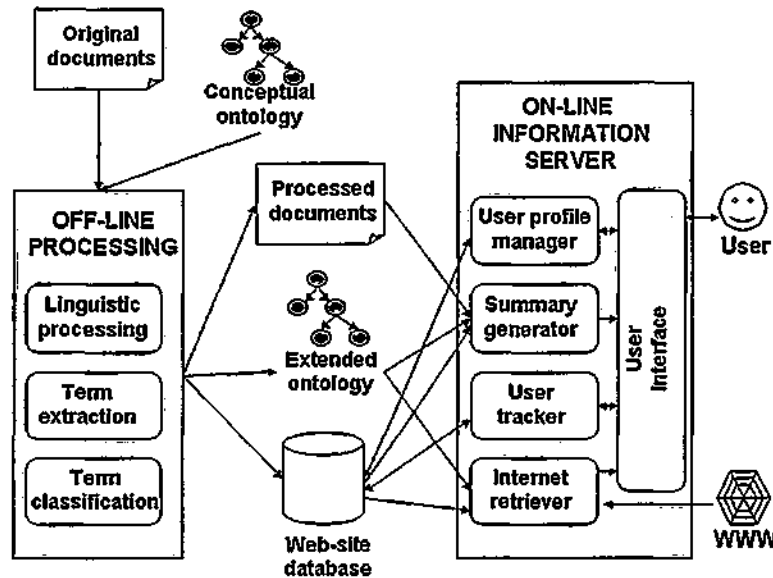 Original
documents
Conceptual
ontology
OFF-LINE
PROCESSING
Linguistic
processing
Term
extraction
Term
classification
Processed
documents
Extended
ontology
Web-site
database
ON-LINE
INFORMATION
SERVER
User profile
manager
Summary
generator
User
tracker
Internet
retriever
User
Interface
User
WWW